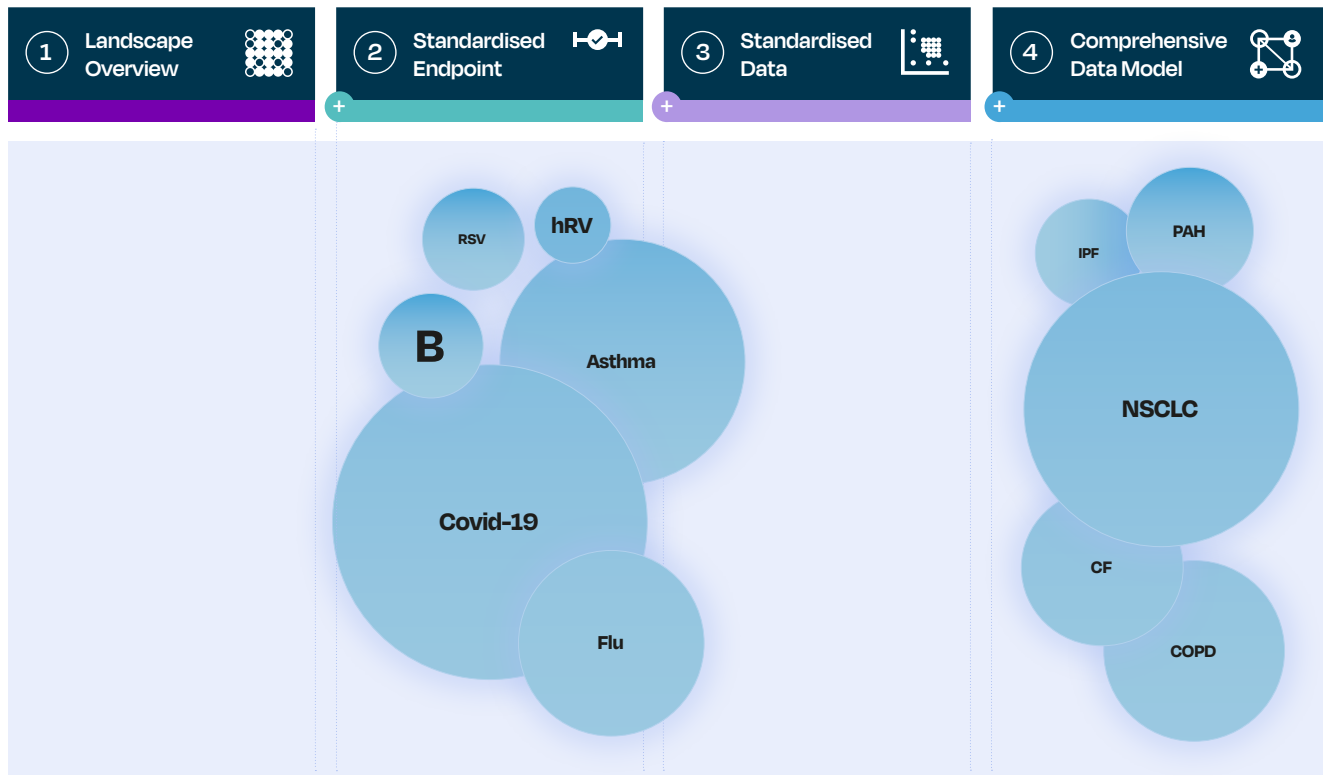 1
Landscape
Overview
2
Standardised
Endpoint
3
Standardised
Data
4
Comprehensive
Data Model
+
+
+
RSV
hRV
B
Asthma
Covid-19
Flu
IPF
PAH
NSCLC
CF
COPD